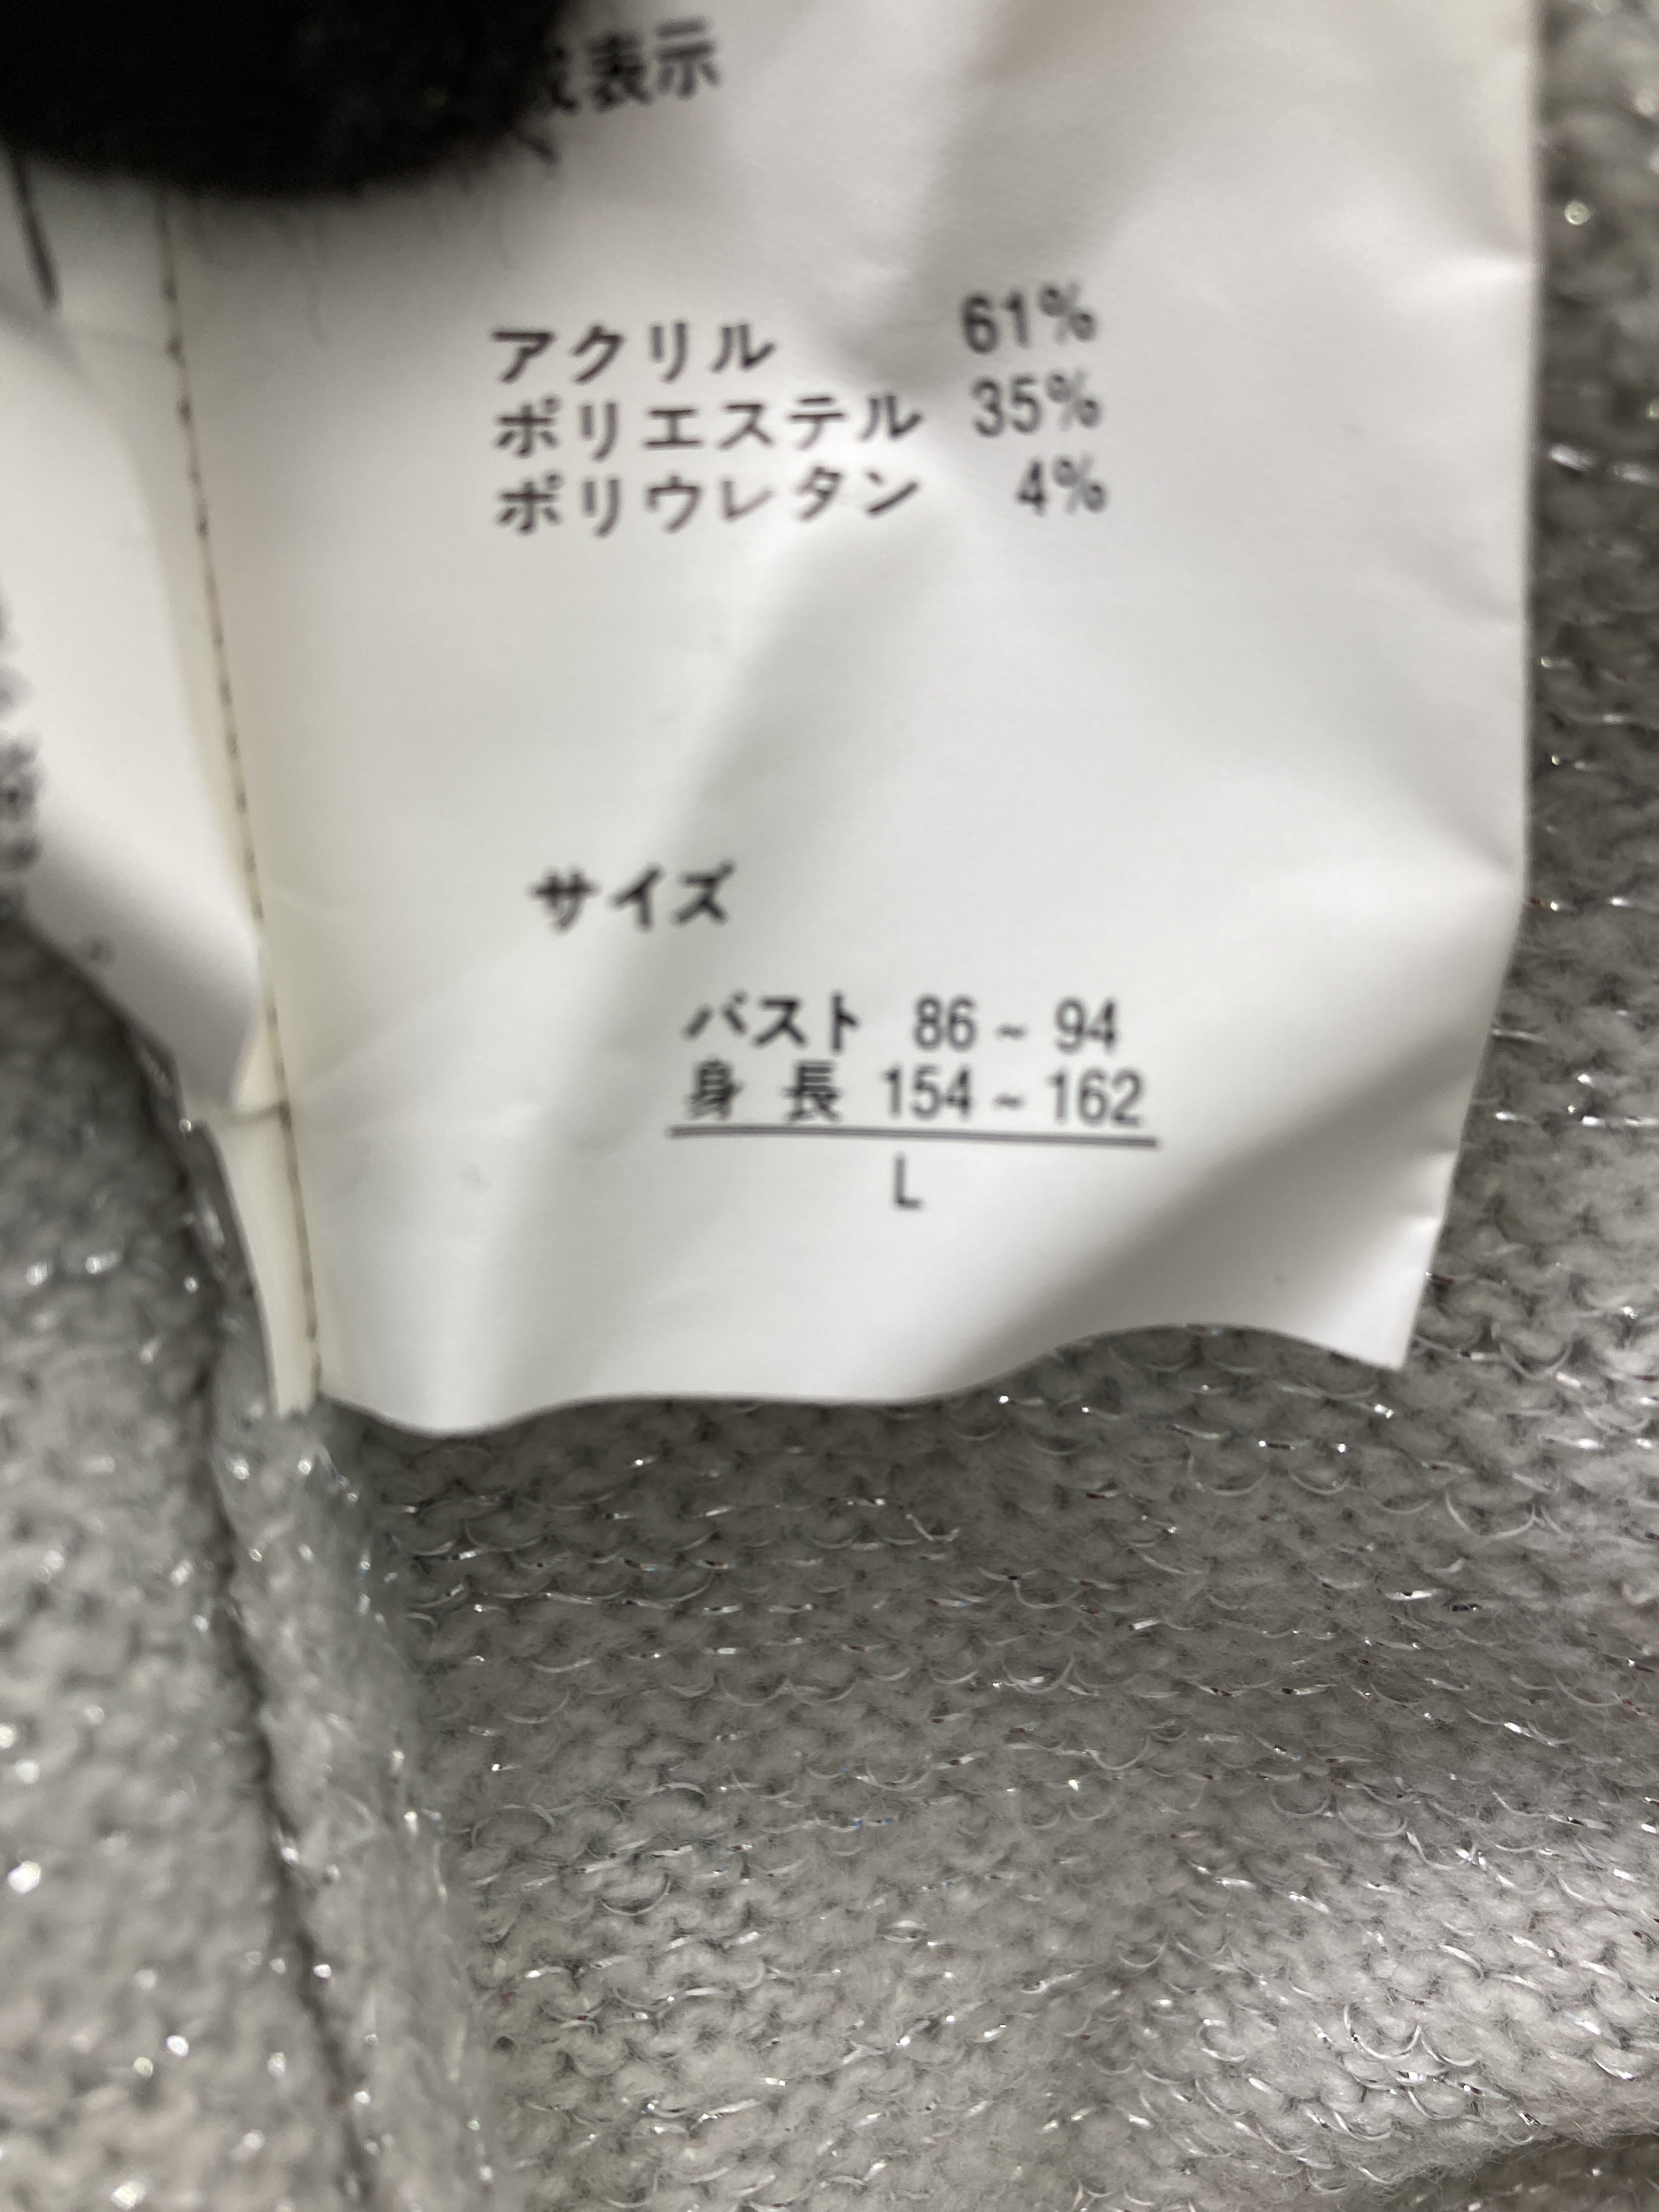 表示
アクリル 61%
ポリエステル 35%
ポリウレタン 4%
サイズ
バスト 86~94
身長 154~162
L